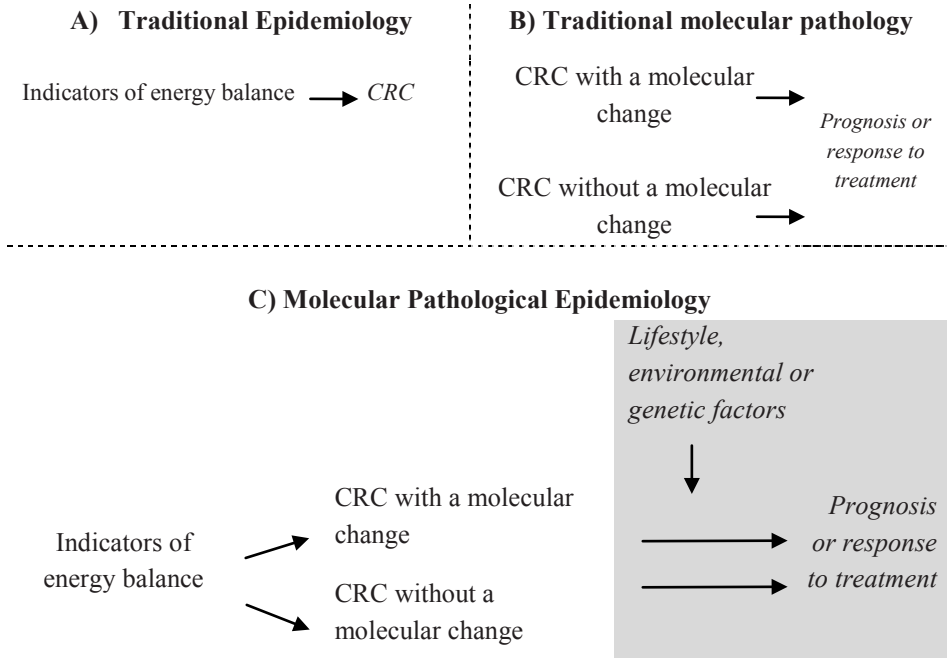 A) Traditional Epidemiology
Indicators of energy balance
CRC
B) Traditional molecular pathology
CRC with a molecular
change
CRC without a molecular
change
Prognosis or
response to
treatment
C) Molecular Pathological Epidemiology
Lifestyle,
environmental or
genetic factors
Indicators of
energy balance
CRC with a molecular
change
CRC without a
molecular change
Prognosis
or response
to treatment